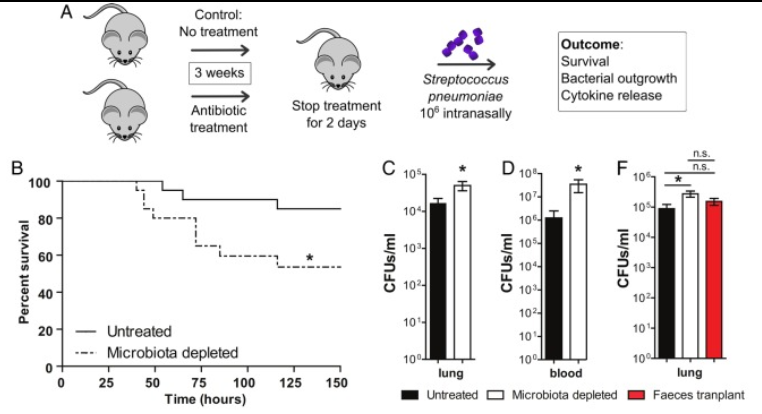 A
Control:
No treatment
3 weeks
Antibiotic
treatment
Stop treatment
for 2 days
Streptococcus
pneumoniae
10⁶ intranasally
Outcome:
Survival
Bacterial outgrowth
Cytokine release
B
Percent survival
100
80
60
40
20
0
*
Untreated
Microbiota depleted
0 25 50 75 100 125 150
Time (hours)
C
CFUs/ml
10⁵
10⁴
10³
10²
10¹
10⁰
*
lung
D
CFUs/ml
10⁸
10⁷
10⁶
10⁵
10⁴
10³
10²
10¹
10⁰
*
blood
F
CFUs/ml
10⁶
10⁵
10⁴
10³
10²
10¹
10⁰
n.s.
n.s.
*
lung
Untreated Microbiota depleted Faeces tranplant